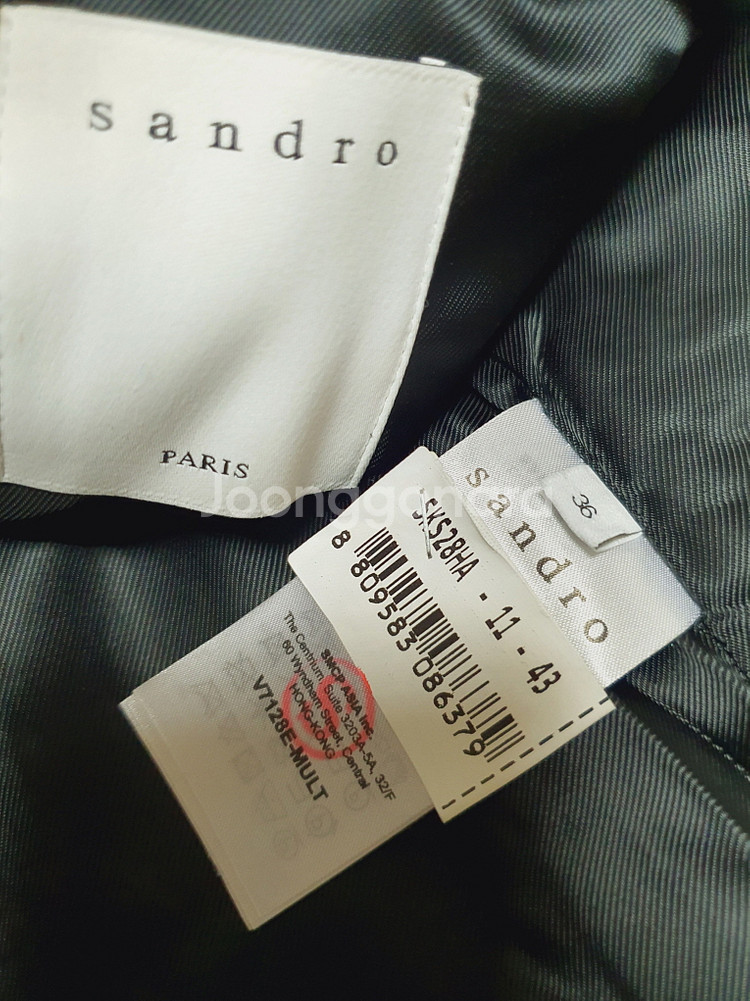 sandro
PARIS
Joonggonara
36
sandro
SKS28HA - 11 - 43
8 809583 086379
SMCP ASIA Inc.
The Centrium, Suite 3203A-5A, 32/F
60 Wyndham Street, Central
HONG-KONG
V7128E-MULT